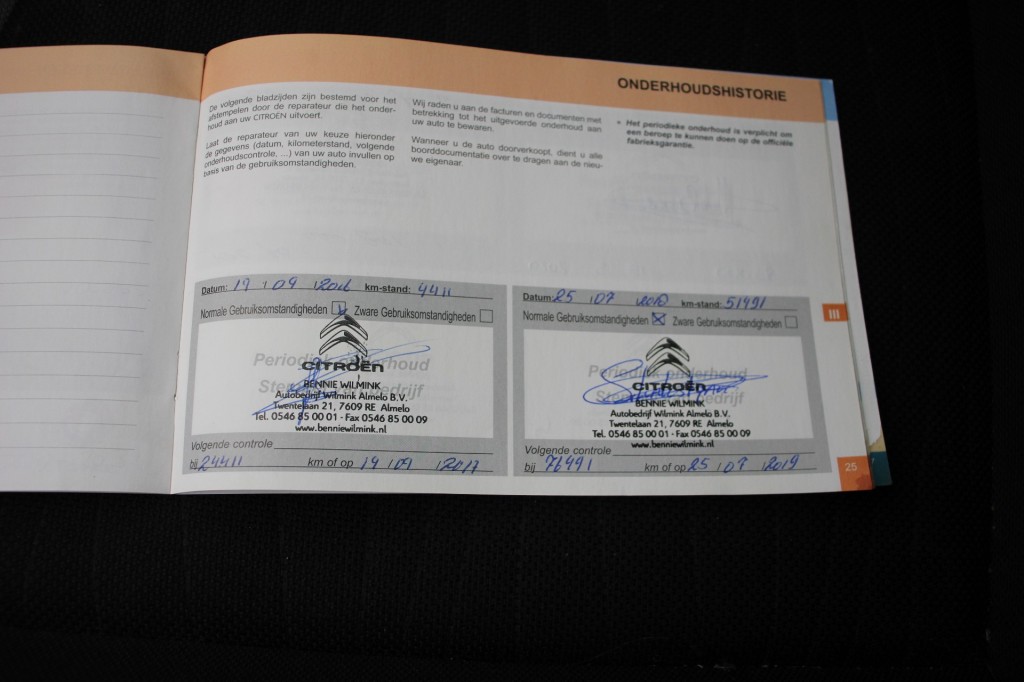 ONDERHOUDSHISTORIE
De volgende bladzijden zijn bestemd voor het
afstempelen door de reparateur die het onder-
houd aan uw CITROËN uitvoert.
Laat de reparateur van uw keuze hieronder
de gegevens (datum, kilometerstand, volgende
onderhoudscontrole, ...) van uw auto invullen op
basis van de gebruiksomstandigheden.
Wij raden u aan de facturen en documenten met
betrekking tot het uitgevoerde onderhoud aan
uw auto te bewaren.
Wanneer u de auto doorverkoopt, dient u alle
boorddocumentatie over te dragen aan de nieu-
we eigenaar.
Het periodieke onderhoud is verplicht om
een beroep te kunnen doen op de officiële
fabrieksgarantie.
III
Datum: / 09 / km-stand: 4411
Normale Gebruiksomstandigheden Zware Gebruiksomstandigheden
Periodiek onderhoud
CITROËN
BENNIE WILMINK
Autobedrijf Wilmink Almelo B.V.
Twentelaan 21, 7609 RE Almelo
Tel. 0546 85 00 01 - Fax 0546 85 00 09
www.benniewilmink.nl
Volgende controle
bij 24411 km of op 19 / 09 / 2017
Datum: 25 / 07 / km-stand: 51491
Normale Gebruiksomstandigheden Zware Gebruiksomstandigheden
Periodiek onderhoud
CITROËN
BENNIE WILMINK
Autobedrijf Wilmink Almelo B.V.
Twentelaan 21, 7609 RE Almelo
Tel. 0546 85 00 01 - Fax 0546 85 00 09
www.benniewilmink.nl
Volgende controle
bij 76491 km of op 25 / 07 / 2019
25